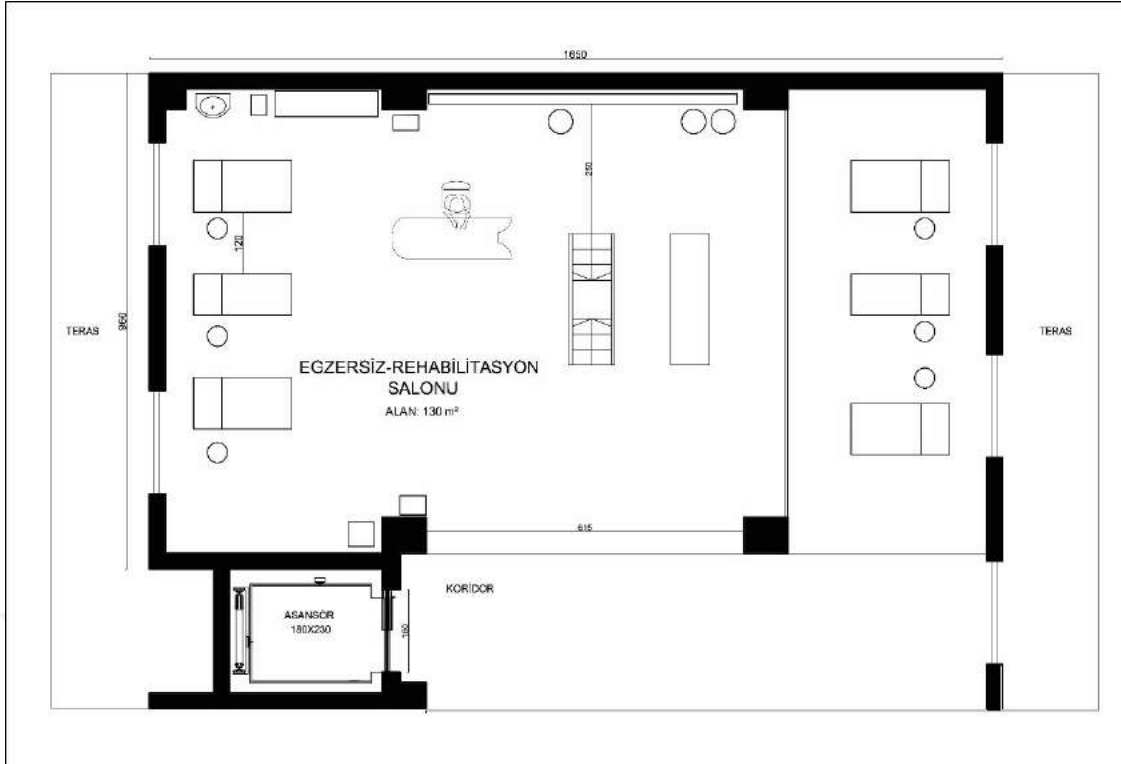 1650
250
120
TERAS
960
TERAS
EGZERSİZ-REHABİLİTASYON
SALONU
ALAN: 130 m²
615
KORİDOR
ASANSÖR
180X230
180